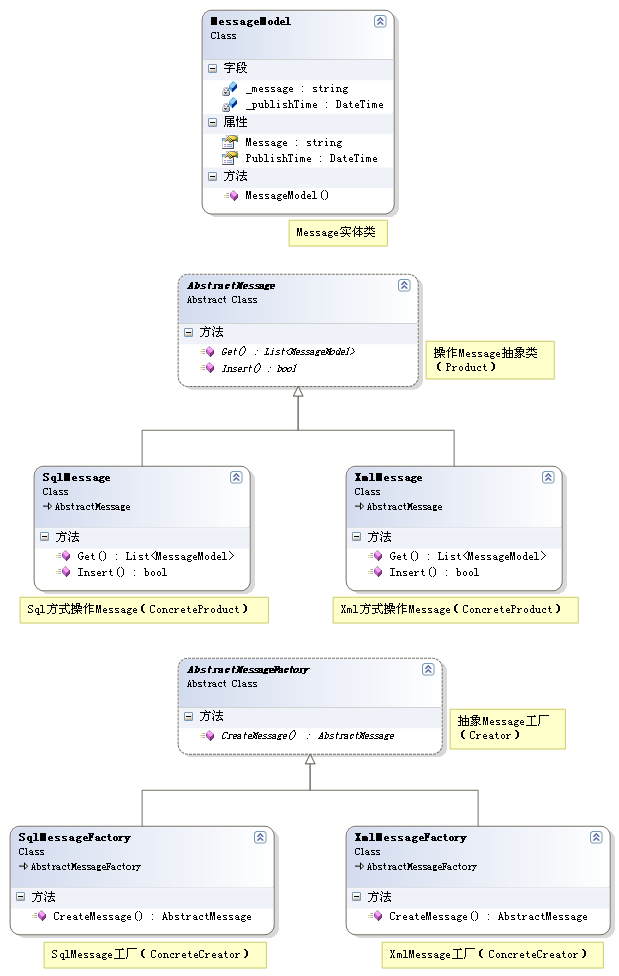 MessageModel
Class
字段
_message : string
_publishTime : DateTime
属性
Message : string
PublishTime : DateTime
方法
MessageModel()
Message实体类
AbstractMessage
Abstract Class
方法
Get() : List<MessageModel>
Insert() : bool
操作Message抽象类
(Product)
SqlMessage
Class
AbstractMessage
方法
Get() : List<MessageModel>
Insert() : bool
Sql方式操作Message(ConcreteProduct)
XmlMessage
Class
AbstractMessage
方法
Get() : List<MessageModel>
Insert() : bool
Xml方式操作Message(ConcreteProduct)
AbstractMessageFactory
Abstract Class
方法
CreateMessage() : AbstractMessage
抽象Message工厂
(Creator)
SqlMessageFactory
Class
AbstractMessageFactory
方法
CreateMessage() : AbstractMessage
SqlMessage工厂(ConcreteCreator)
XmlMessageFactory
Class
AbstractMessageFactory
方法
CreateMessage() : AbstractMessage
XmlMessage工厂(ConcreteCreator)